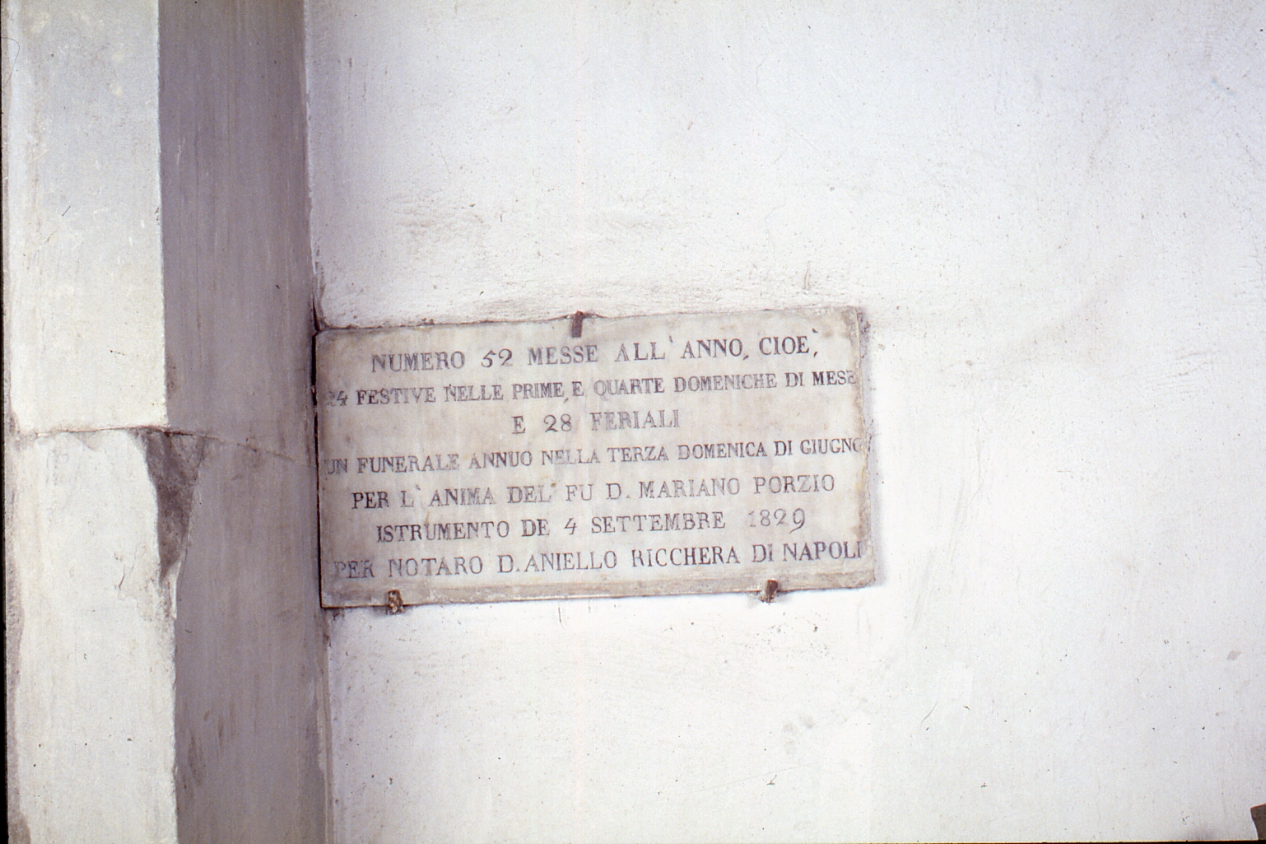 NUMERO 52 MESSE ALL' ANNO, CIOE',
24 FESTIVE NELLE PRIME, E QUARTE DOMENICHE DI MESE
E 28 FERIALI
UN FUNERALE ANNUO NELLA TERZA DOMENICA DI GIUGNO
PER L' ANIMA DEL FU D. MARIANO PORZIO
ISTRUMENTO DE 4 SETTEMBRE 1829
PER NOTARO D. ANIELLO RICCHERA DI NAPOLI